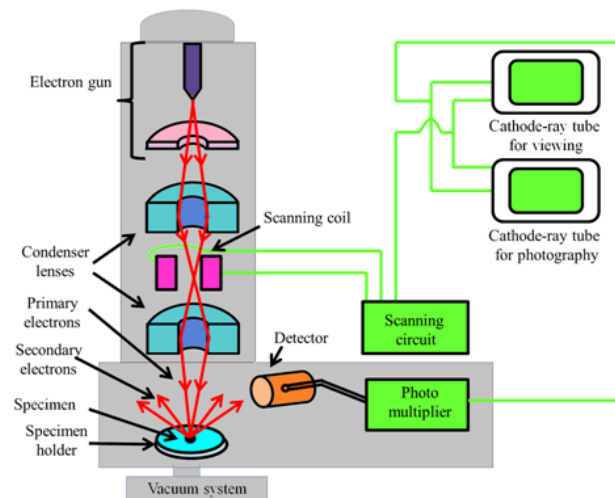 Electron gun
Cathode-ray tube
for viewing
Scanning coil
Cathode-ray tube
for photography
Condenser
lenses
Primary
electrons
Scanning
circuit
Detector
Secondary
electrons
Photo
multiplier
Specimen
Specimen
holder
Vacuum system